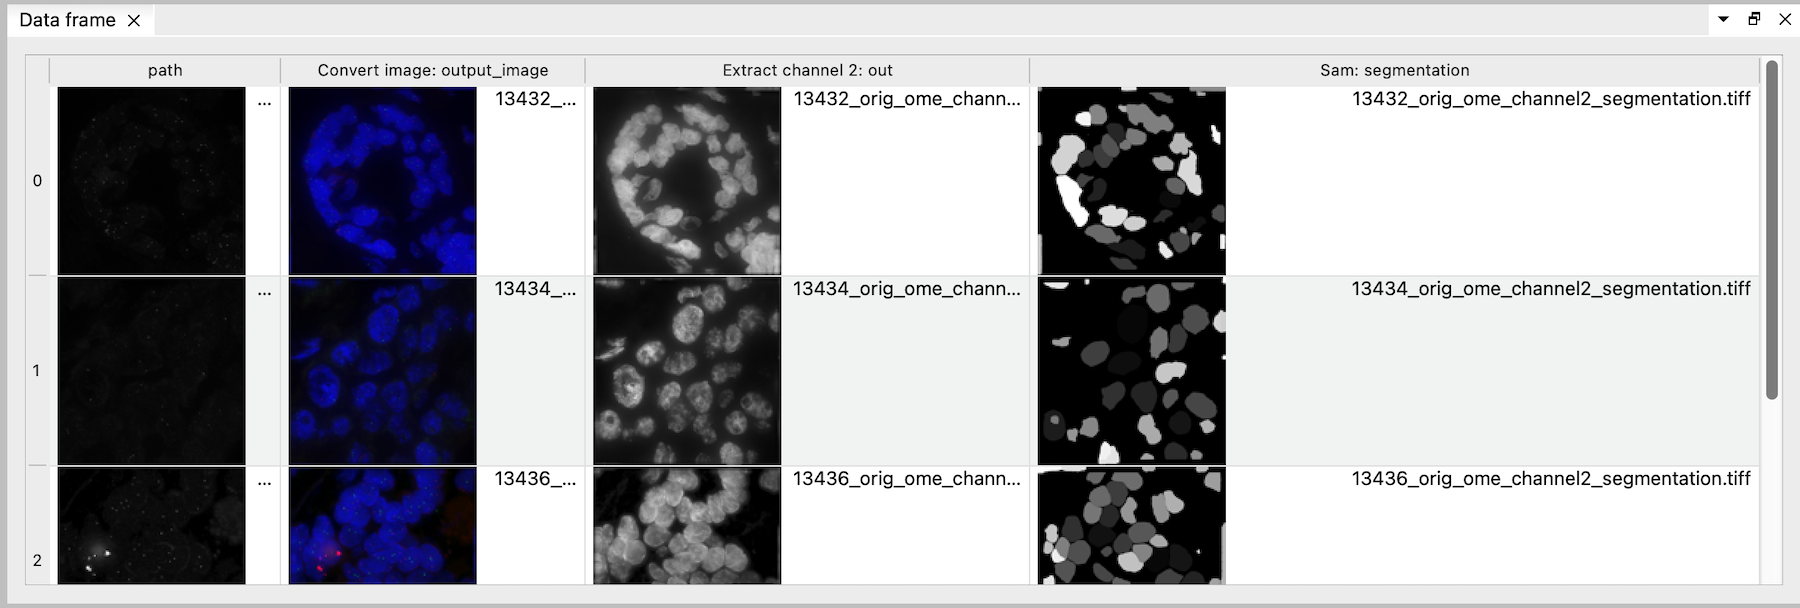 Data frame
path Convert image: output_image Extract channel 2: out Sam: segmentation
0 ... 13432_... 13432_orig_ome_chann... 13432_orig_ome_channel2_segmentation.tiff
1 ... 13434_... 13434_orig_ome_chann... 13434_orig_ome_channel2_segmentation.tiff
2 ... 13436_... 13436_orig_ome_chann... 13436_orig_ome_channel2_segmentation.tiff